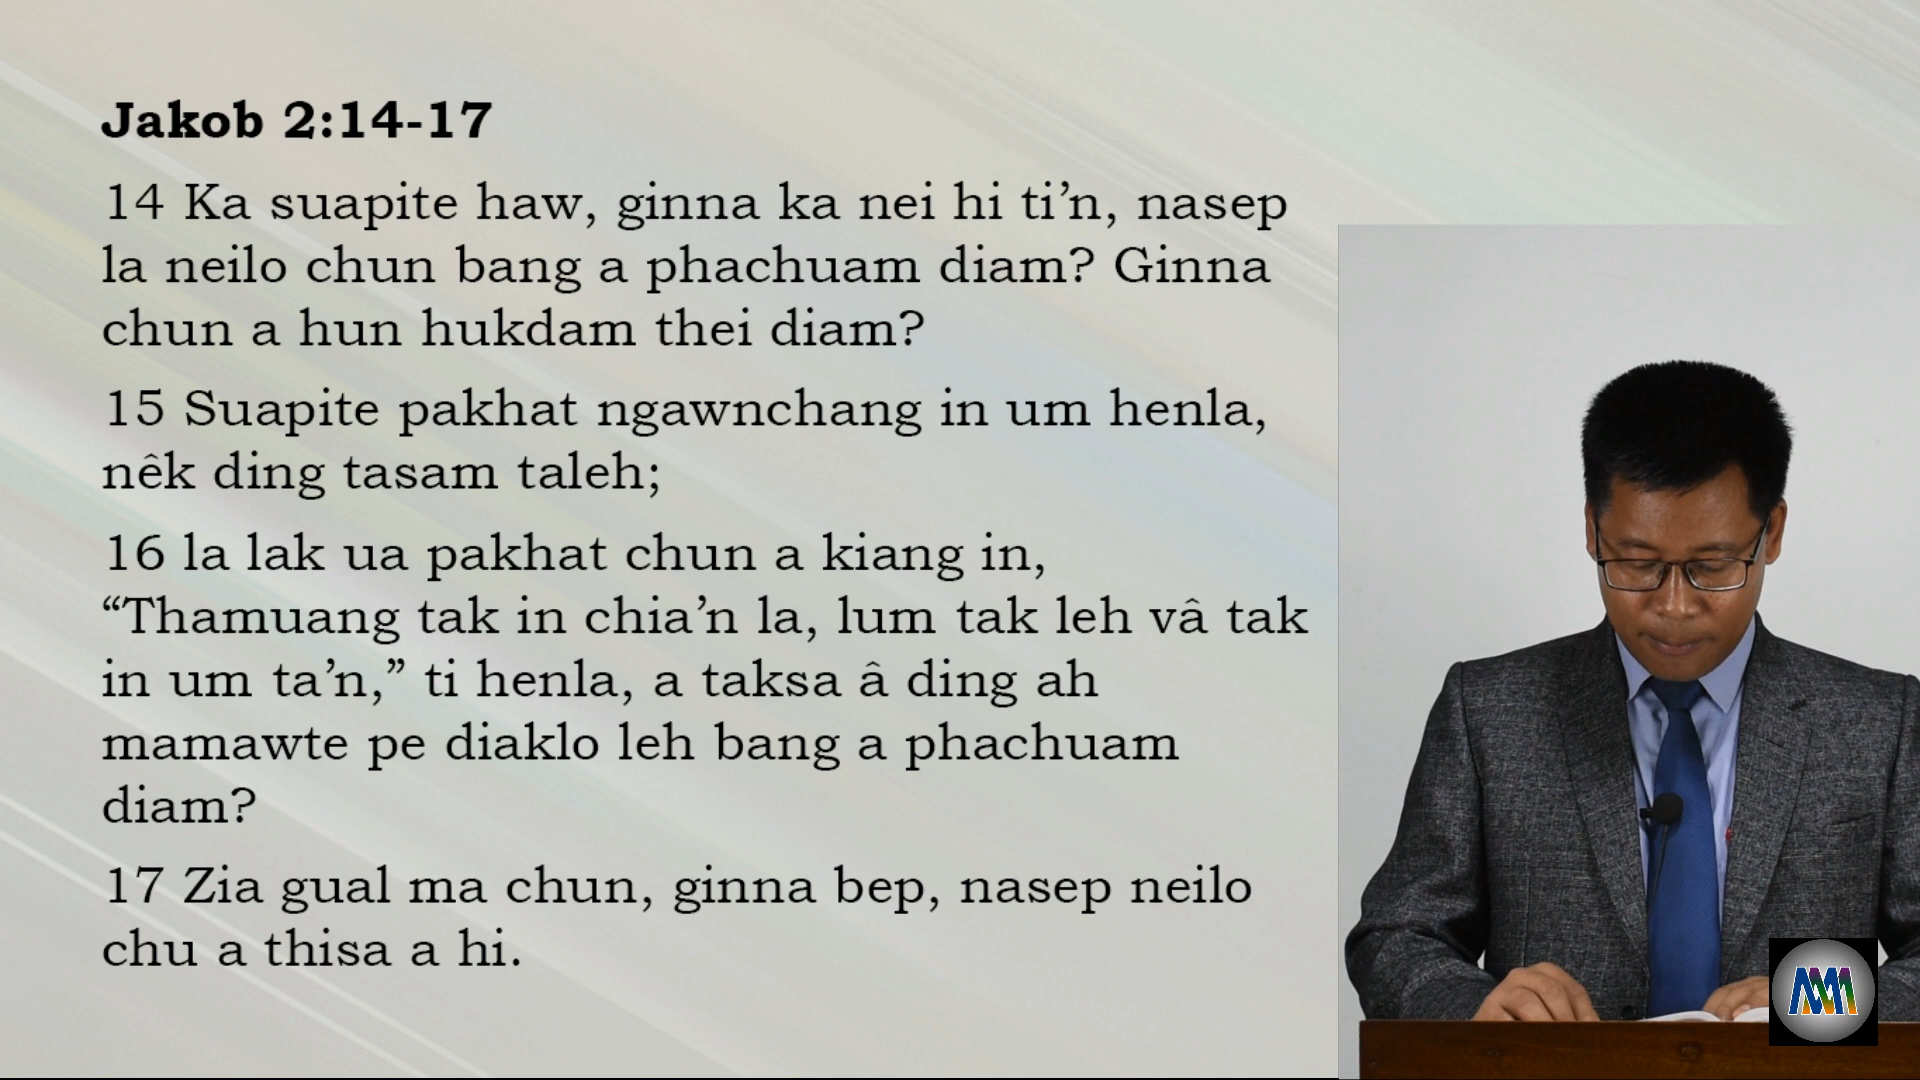 Jakob 2:14-17
14 Ka suapite haw, ginna ka nei hi ti’n, nasep
la neilo chun bang a phachuam diam? Ginna
chun a hun hukdam thei diam?
15 Suapite pakhat ngawnchang in um henla,
nêk ding tasam taleh;
16 la lak ua pakhat chun a kiang in,
“Thamuang tak in chia’n la, lum tak leh vâ tak
in um ta’n,” ti henla, a taksa â ding ah
mamawte pe diaklo leh bang a phachuam
diam?
17 Zia gual ma chun, ginna bep, nasep neilo
chu a thisa a hi.